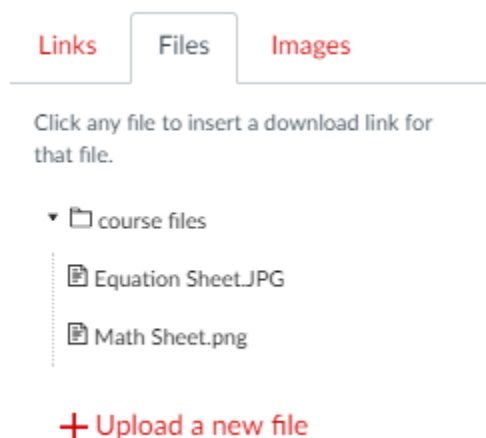 Links Files Images
Click any file to insert a download link for
that file.
course files
Equation Sheet.JPG
Math Sheet.png
+ Upload a new file